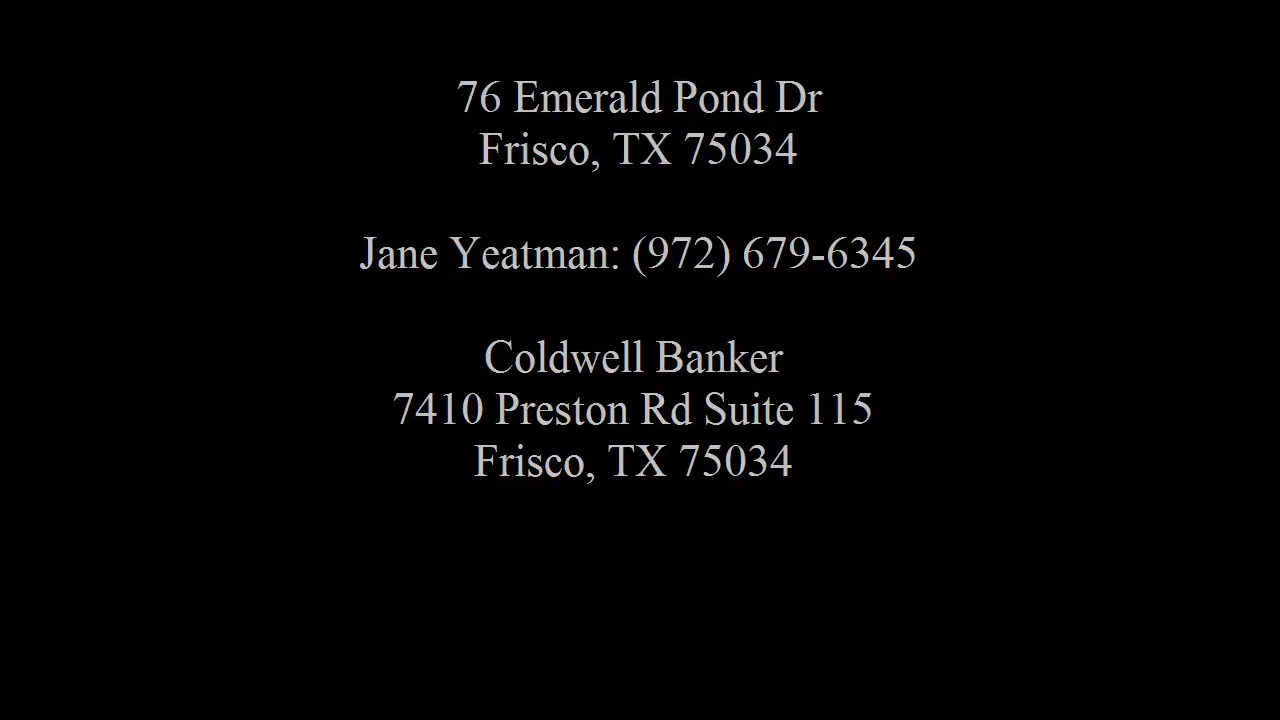 76 Emerald Pond Dr
Frisco, TX 75034
Jane Yeatman: (972) 679-6345
Coldwell Banker
7410 Preston Rd Suite 115
Frisco, TX 75034